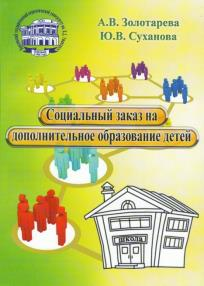 А.В. Золотарева
Ю.В. Суханова
Социальный заказ на
дополнительное образование детей
ШКОЛА